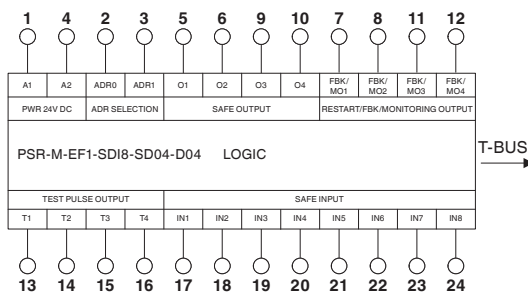 1 4 2 3 5 6 9 10 7 8 11 12
A1 A2 ADR0 ADR1 O1 O2 O3 O4 FBK/MO1 FBK/MO2 FBK/MO3 FBK/MO4
PWR 24V DC ADR SELECTION SAFE OUTPUT RESTART/FBK/MONITORING OUTPUT
PSR-M-EF1-SDI8-SD04-D04 LOGIC T-BUS
TEST PULSE OUTPUT SAFE INPUT
T1 T2 T3 T4 IN1 IN2 IN3 IN4 IN5 IN6 IN7 IN8
13 14 15 16 17 18 19 20 21 22 23 24